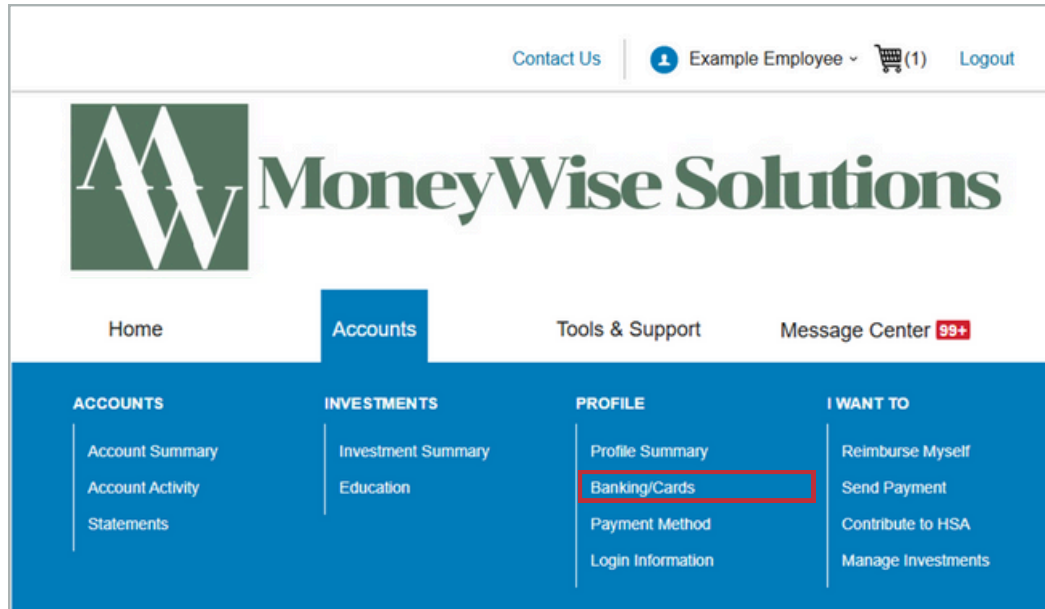 Contact Us Example Employee (1) Logout
MW MoneyWise Solutions
Home Accounts Tools & Support Message Center 99+
ACCOUNTS
Account Summary
Account Activity
Statements
INVESTMENTS
Investment Summary
Education
PROFILE
Profile Summary
Banking/Cards
Payment Method
Login Information
I WANT TO
Reimburse Myself
Send Payment
Contribute to HSA
Manage Investments